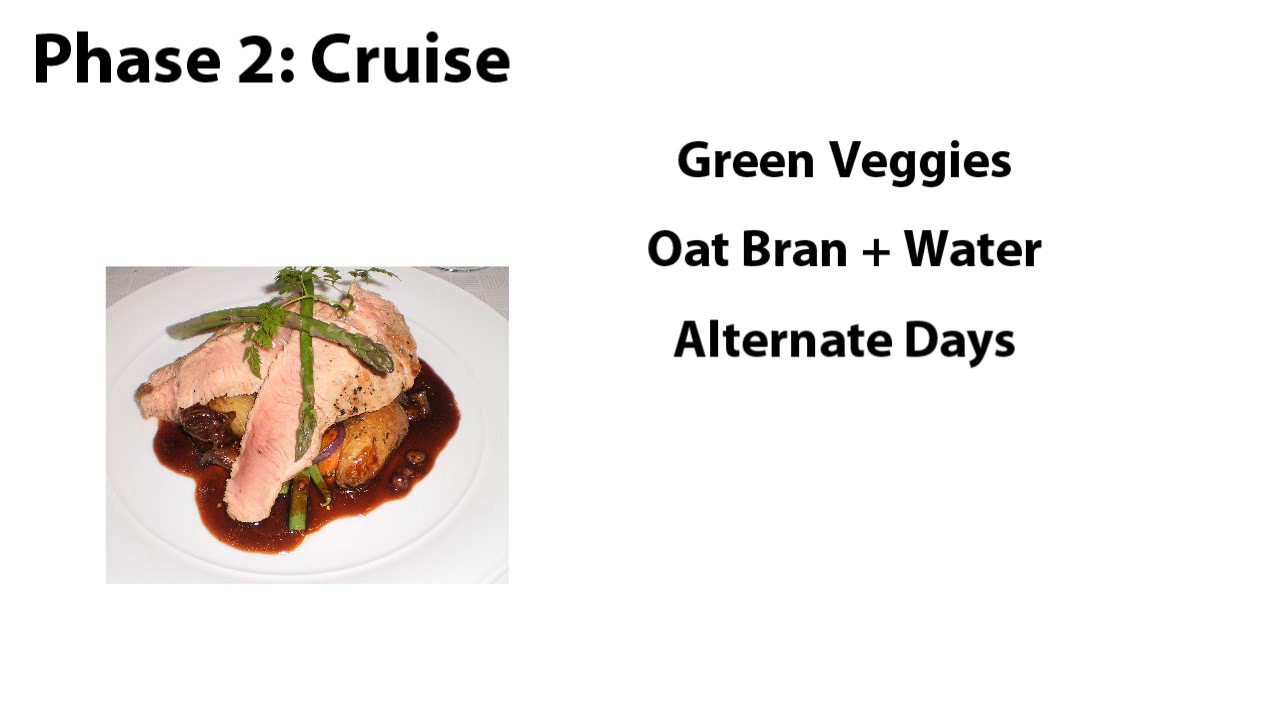 Phase 2: Cruise
Green Veggies
Oat Bran + Water
Alternate Days